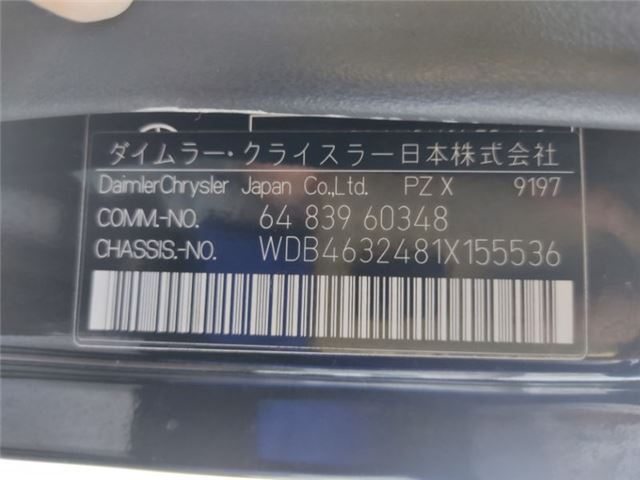 ダイムラー・クライスラー日本株式会社
DaimlerChrysler Japan Co.,Ltd. PZ X 9197
COMM.-NO. 64 839 60348
CHASSIS.-NO. WDB4632481X155536